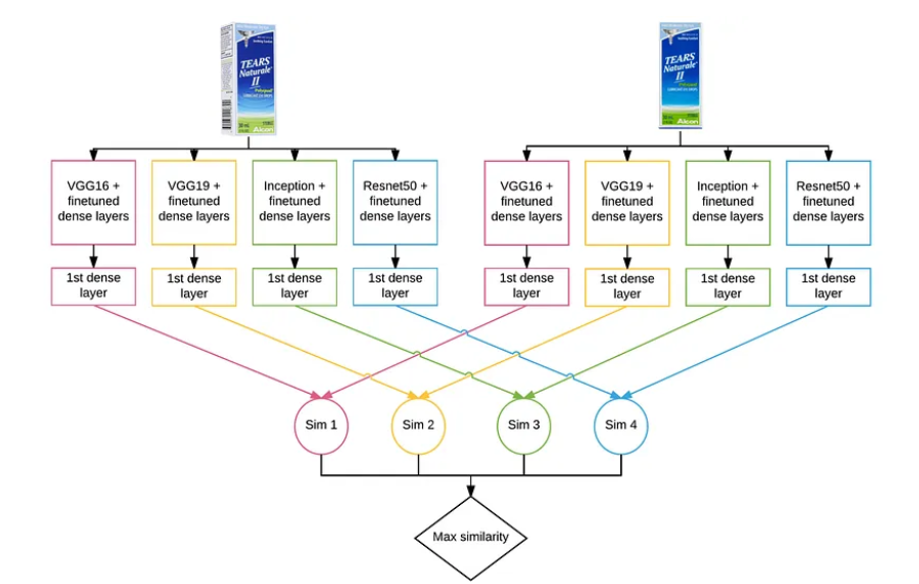 TEARS
Naturale
II
Alcon
TEARS
Naturale
II
Alcon
VGG16 +
finetuned
dense layers
VGG19 +
finetuned
dense layers
Inception +
finetuned
dense layers
Resnet50 +
finetuned
dense layers
VGG16 +
finetuned
dense layers
VGG19 +
finetuned
dense layers
Inception +
finetuned
dense layers
Resnet50 +
finetuned
dense layers
1st dense
layer
1st dense
layer
1st dense
layer
1st dense
layer
1st dense
layer
1st dense
layer
1st dense
layer
1st dense
layer
Sim 1
Sim 2
Sim 3
Sim 4
Max similarity